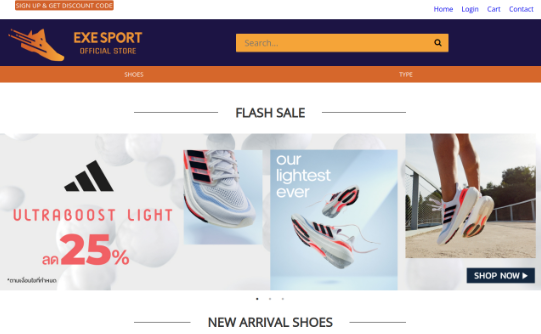 SIGN UP & GET DISCOUNT CODE
Home Login Cart Contact
EXE SPORT
OFFICIAL STORE
Search...
SHOES TYPE
FLASH SALE
our
lightest
ever
ULTRABOOST LIGHT
ลด 25%
*ตามเงื่อนไขที่กำหนด
SHOP NOW
NEW ARRIVAL SHOES